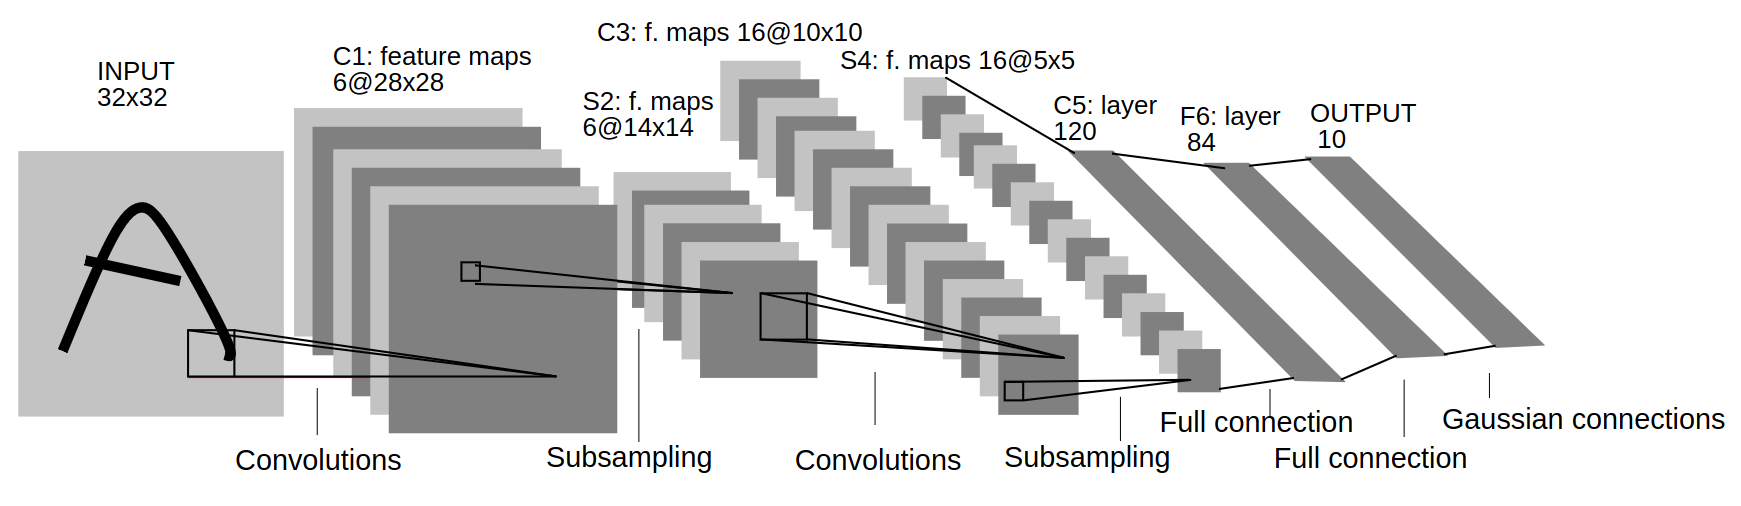 INPUT
32x32
C1: feature maps
6@28x28
S2: f. maps
6@14x14
C3: f. maps 16@10x10
S4: f. maps 16@5x5
C5: layer
120
F6: layer
84
OUTPUT
10
Convolutions
Subsampling
Convolutions
Subsampling
Full connection
Full connection
Gaussian connections